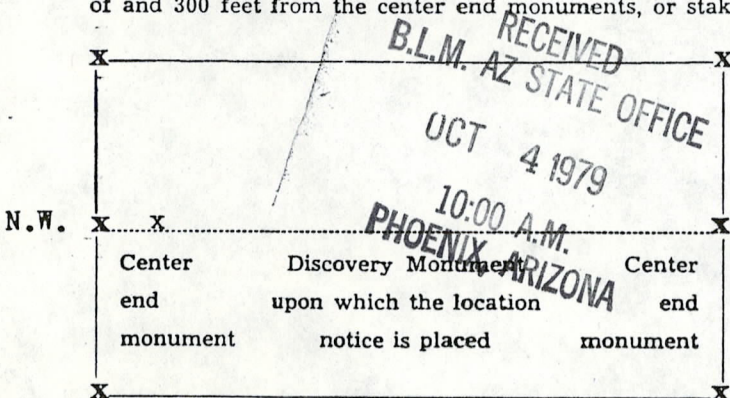 of and 300 feet from the center end monuments, or stak
RECEIVED
B.L.M. AZ STATE OFFICE
OCT 4 1979
10:00 A.M.
PHOENIX, ARIZONA
X X
N.W. X X X
Center Discovery Monument Center
end upon which the location end
monument notice is placed monument
X X